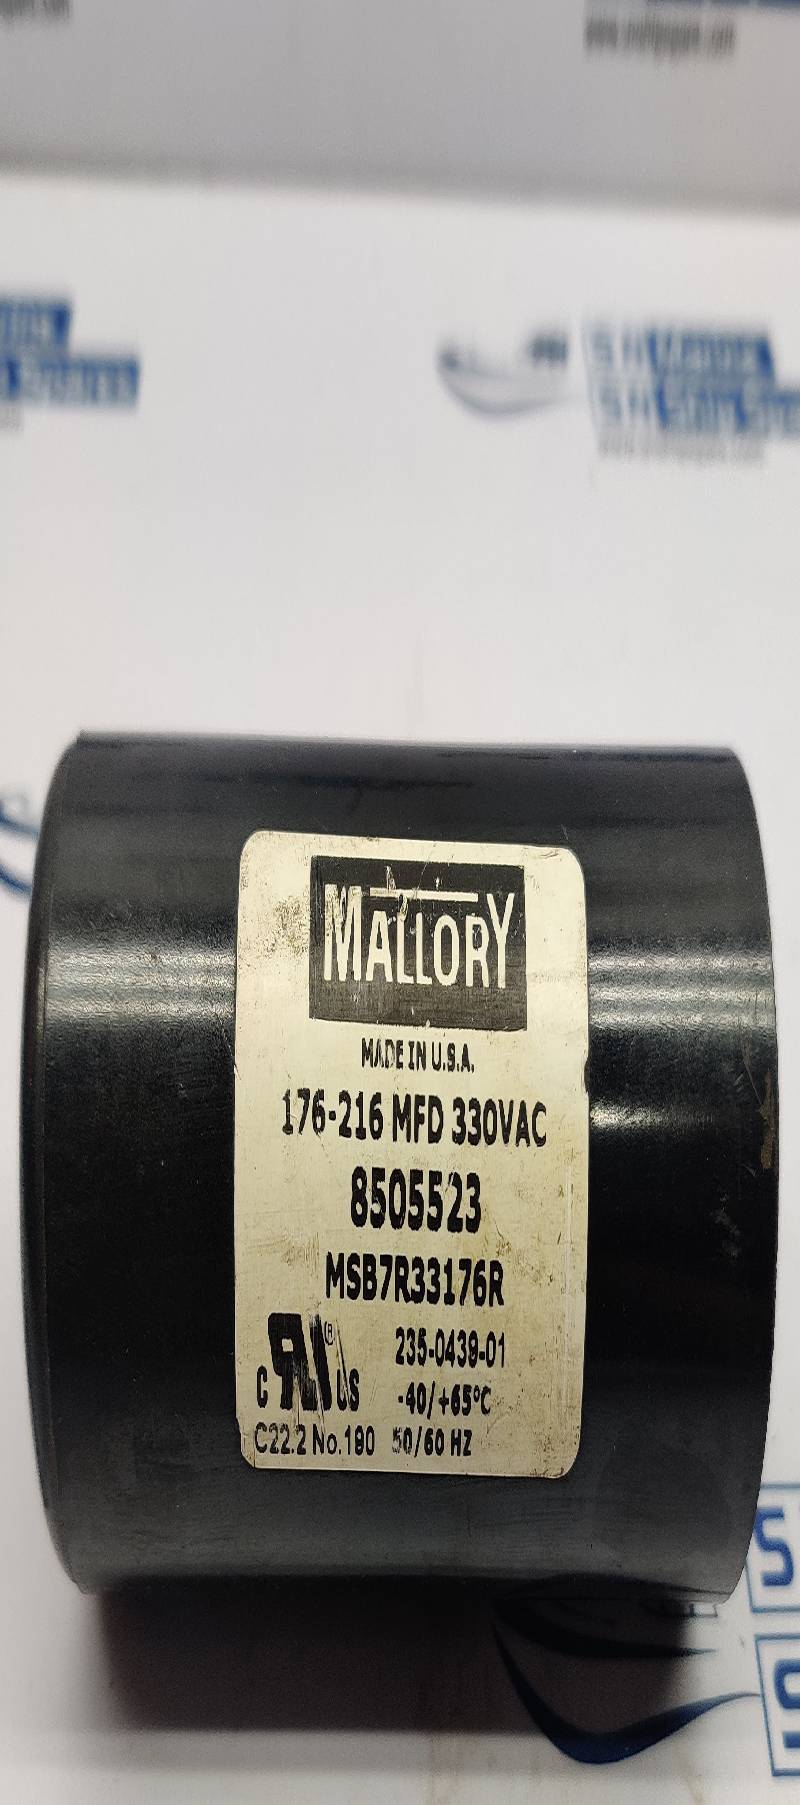 MALLORY
MADE IN U.S.A.
176-216 MFD 330VAC
8505523
MSB7R33176R
235-0439-01
c RU® US
-40/+65°C
C22.2 No.190 50/60 HZ